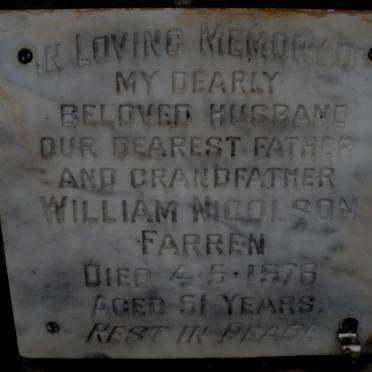 IN LOVING MEMORY OF
MY DEARLY
BELOVED HUSBAND
OUR DEAREST FATHER
AND GRANDFATHER
WILLIAM NICOLSON
FARREN
DIED 4·5·1976
AGED 51 YEARS.
REST IN PEACE